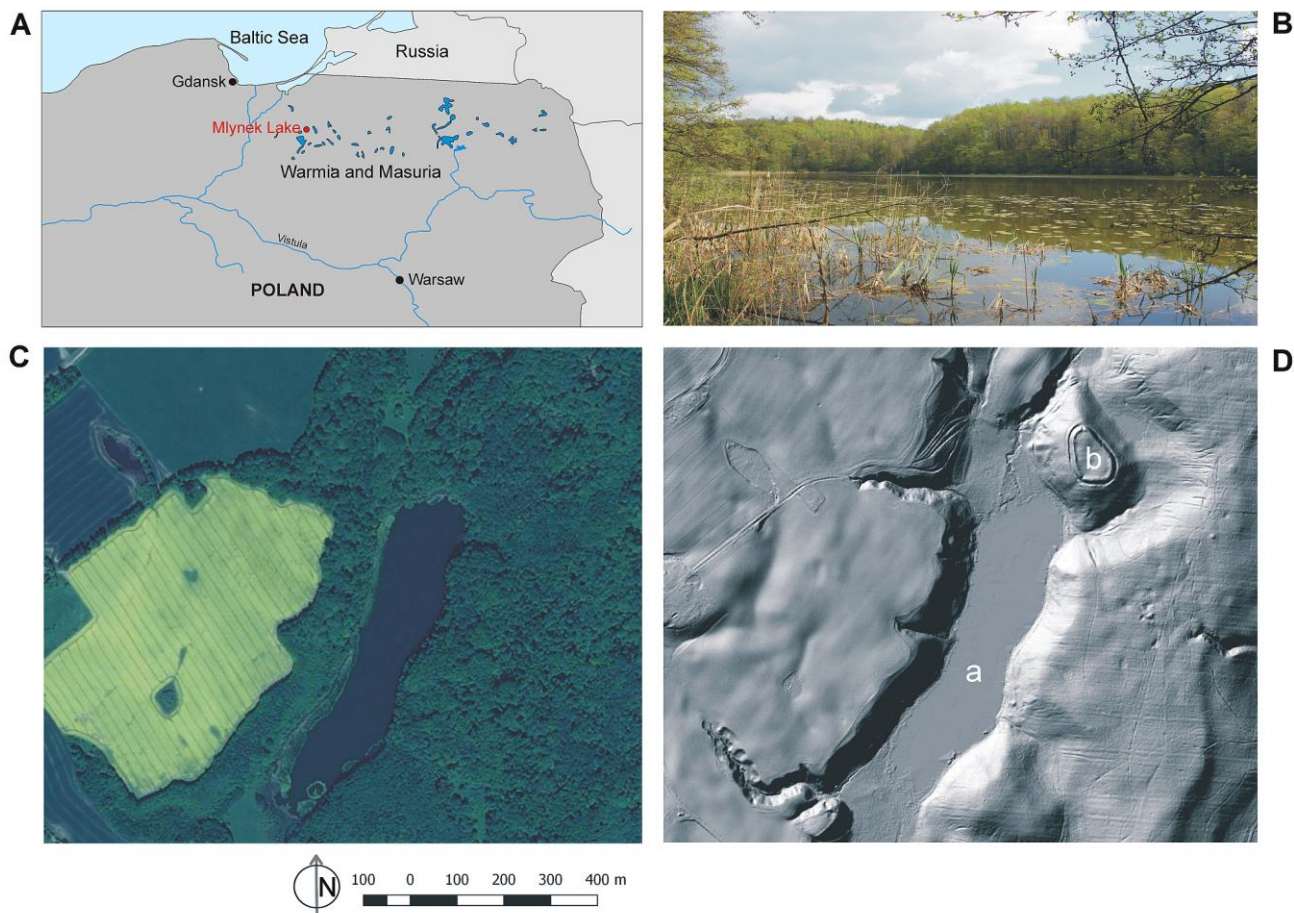 A
Baltic Sea
Russia
Gdansk
Mlynek Lake
Warmia and Masuria
Vistula
Warsaw
POLAND
B
C
D
b
a
N
100 0 100 200 300 400 m